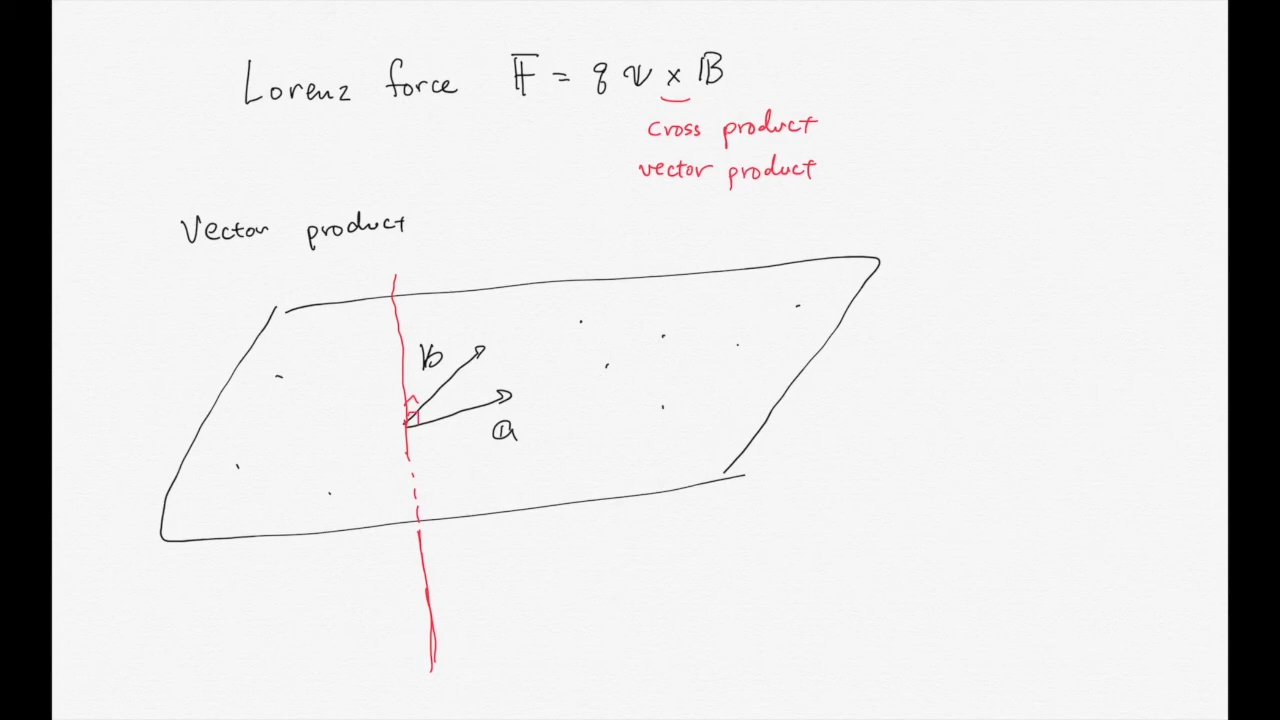 Lorenz force 𝔽 = q 𝕧 × 𝔹
cross product
vector product
Vector product
𝕓
𝕒